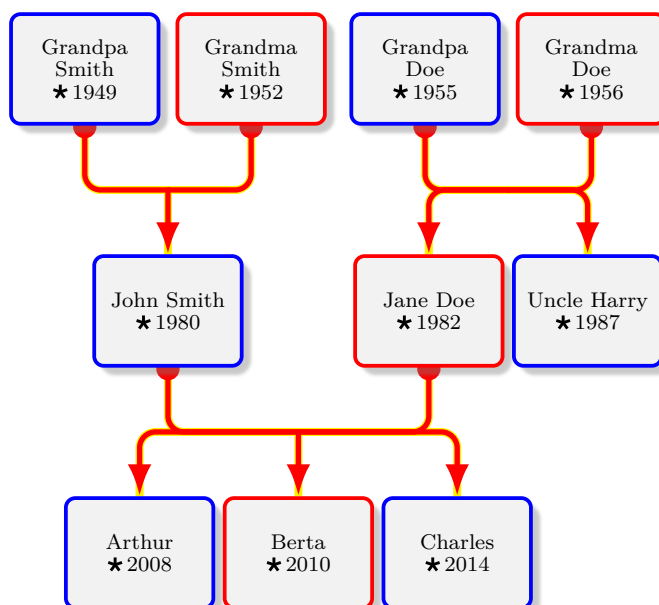 Grandpa
Smith
★1949
Grandma
Smith
★1952
Grandpa
Doe
★1955
Grandma
Doe
★1956
John Smith
★1980
Jane Doe
★1982
Uncle Harry
★1987
Arthur
★2008
Berta
★2010
Charles
★2014